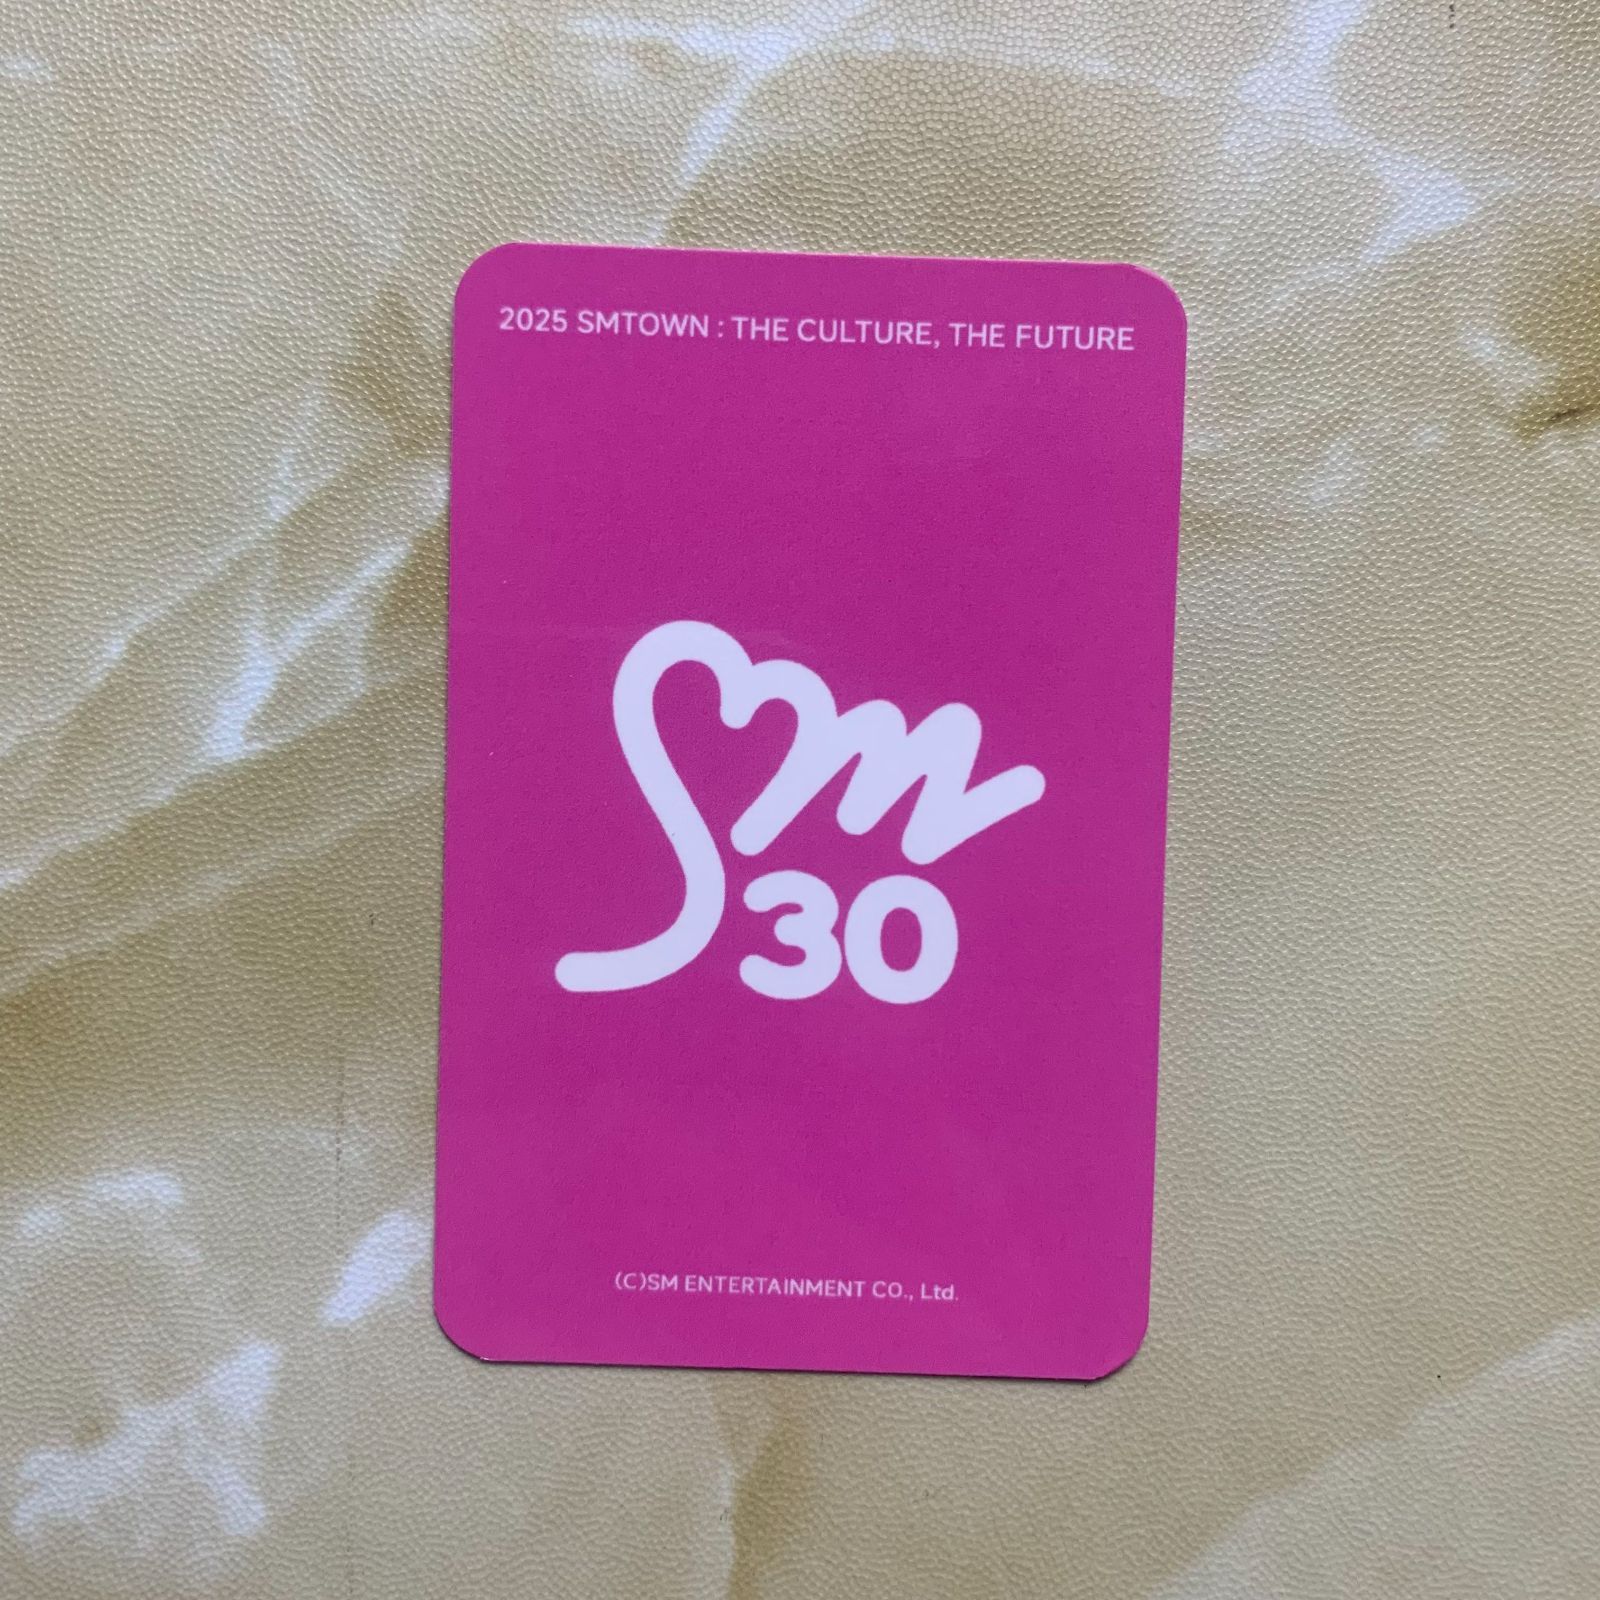 2025 SMTOWN : THE CULTURE, THE FUTURE
Sm
30
(C)SM ENTERTAINMENT CO., Ltd.